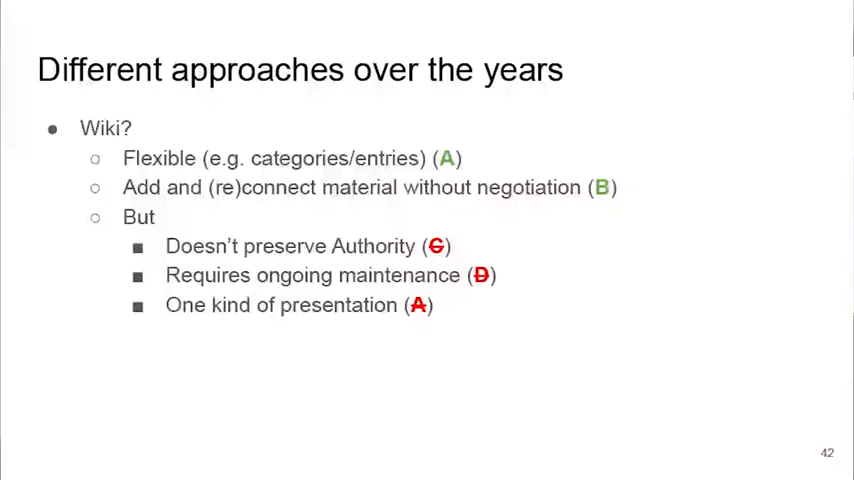 Different approaches over the years
● Wiki?
○ Flexible (e.g. categories/entries) (A)
○ Add and (re)connect material without negotiation (B)
○ But
■ Doesn't preserve Authority (C)
■ Requires ongoing maintenance (D)
■ One kind of presentation (A)
42